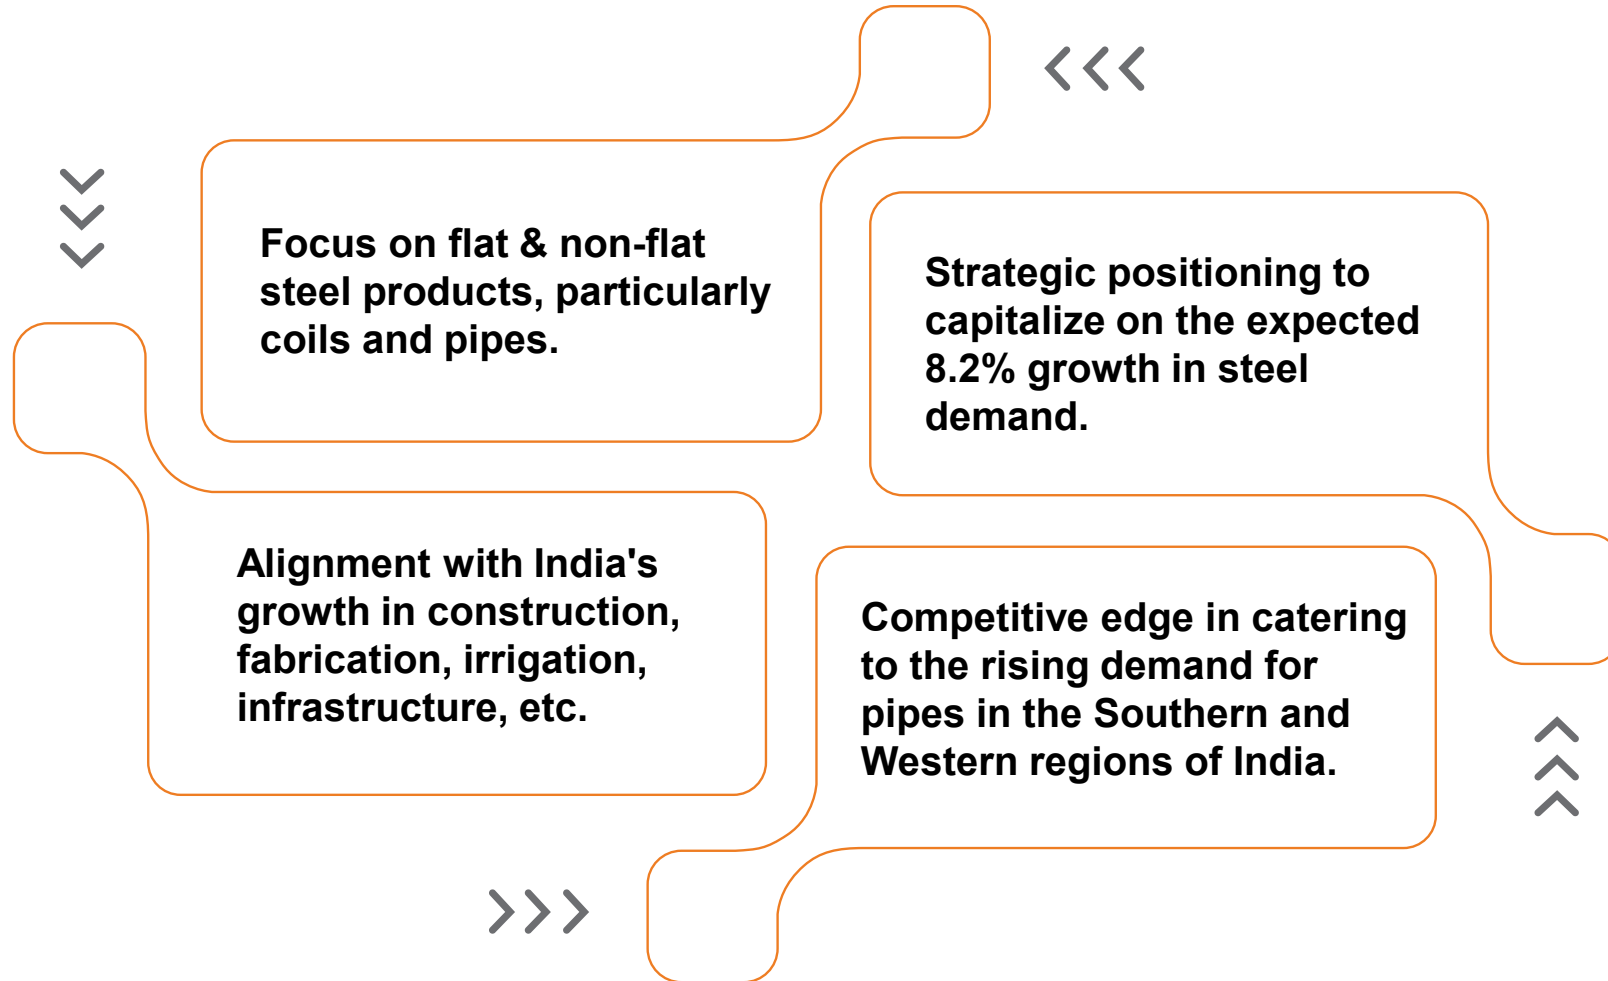 Focus on flat & non-flat
steel products, particularly
coils and pipes.
Strategic positioning to
capitalize on the expected
8.2% growth in steel
demand.
Alignment with India's
growth in construction,
fabrication, irrigation,
infrastructure, etc.
Competitive edge in catering
to the rising demand for
pipes in the Southern and
Western regions of India.